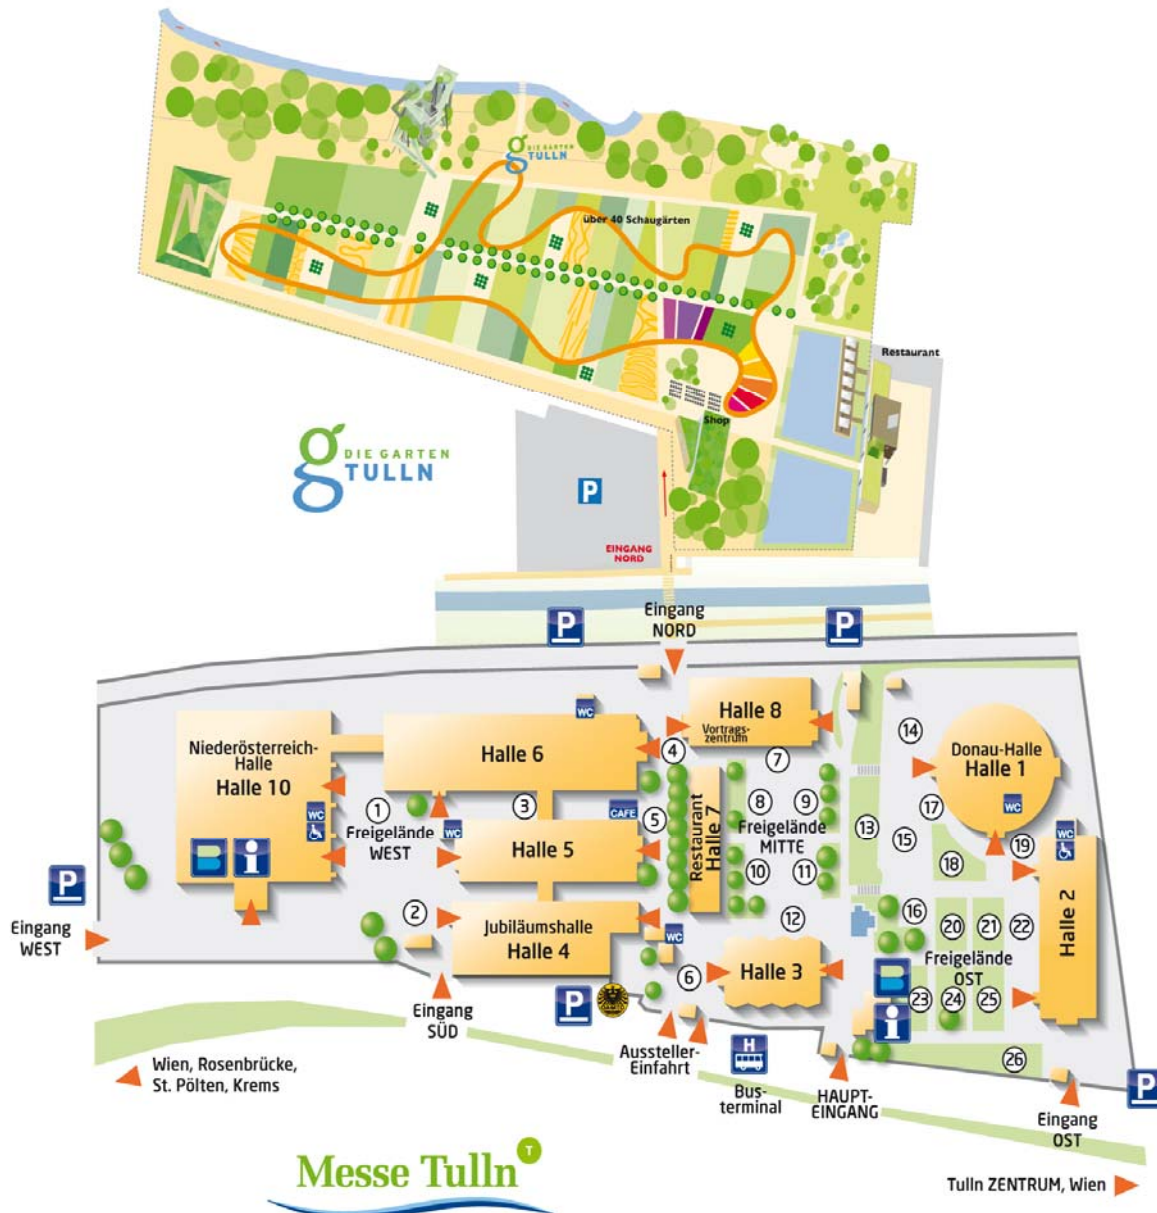 g DIE GARTEN
TULLN
über 40 Schaugärten
Restaurant
Shop
g DIE GARTEN
TULLN
P
EINGANG
NORD
P
Eingang
NORD
P
WC
Halle 8
Vortrags-
zentrum
Niederösterreich-
Halle
Halle 10
Halle 6
4
7
14
Donau-Halle
Halle 1
WC
1
3
CAFE
5
8
9
17
WC
Freigelände
WEST
WC
Halle 5
Restaurant
Halle 7
Freigelände
MITTE
13
15
19
WC
B
i
10
11
18
P
Eingang
WEST
2
Jubiläumshalle
Halle 4
WC
12
16
20
21
22
Halle 2
Freigelände
OST
B
6
Halle 3
23
24
25
i
Eingang
SÜD
P
Aussteller-
Einfahrt
H
Bus-
terminal
HAUPT-
EINGANG
26
P
Eingang
OST
Wien, Rosenbrücke,
St. Pölten, Krems
Messe Tulln T
Tulln ZENTRUM, Wien